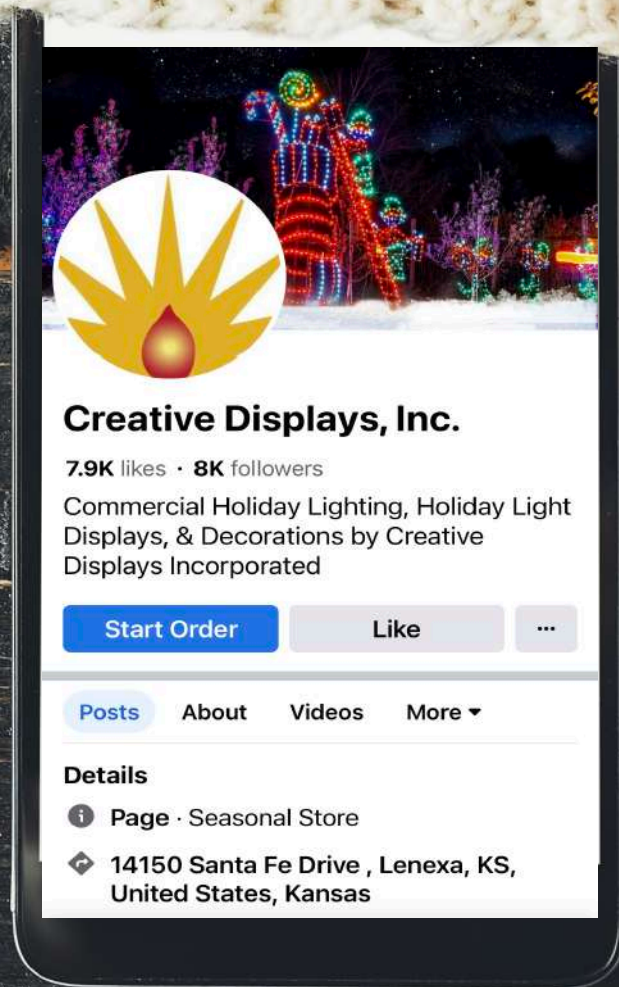 Creative Displays, Inc.
7.9K likes · 8K followers
Commercial Holiday Lighting, Holiday Light
Displays, & Decorations by Creative
Displays Incorporated
Start Order
Like
...
Posts
About
Videos
More
Details
Page · Seasonal Store
14150 Santa Fe Drive , Lenexa, KS,
United States, Kansas